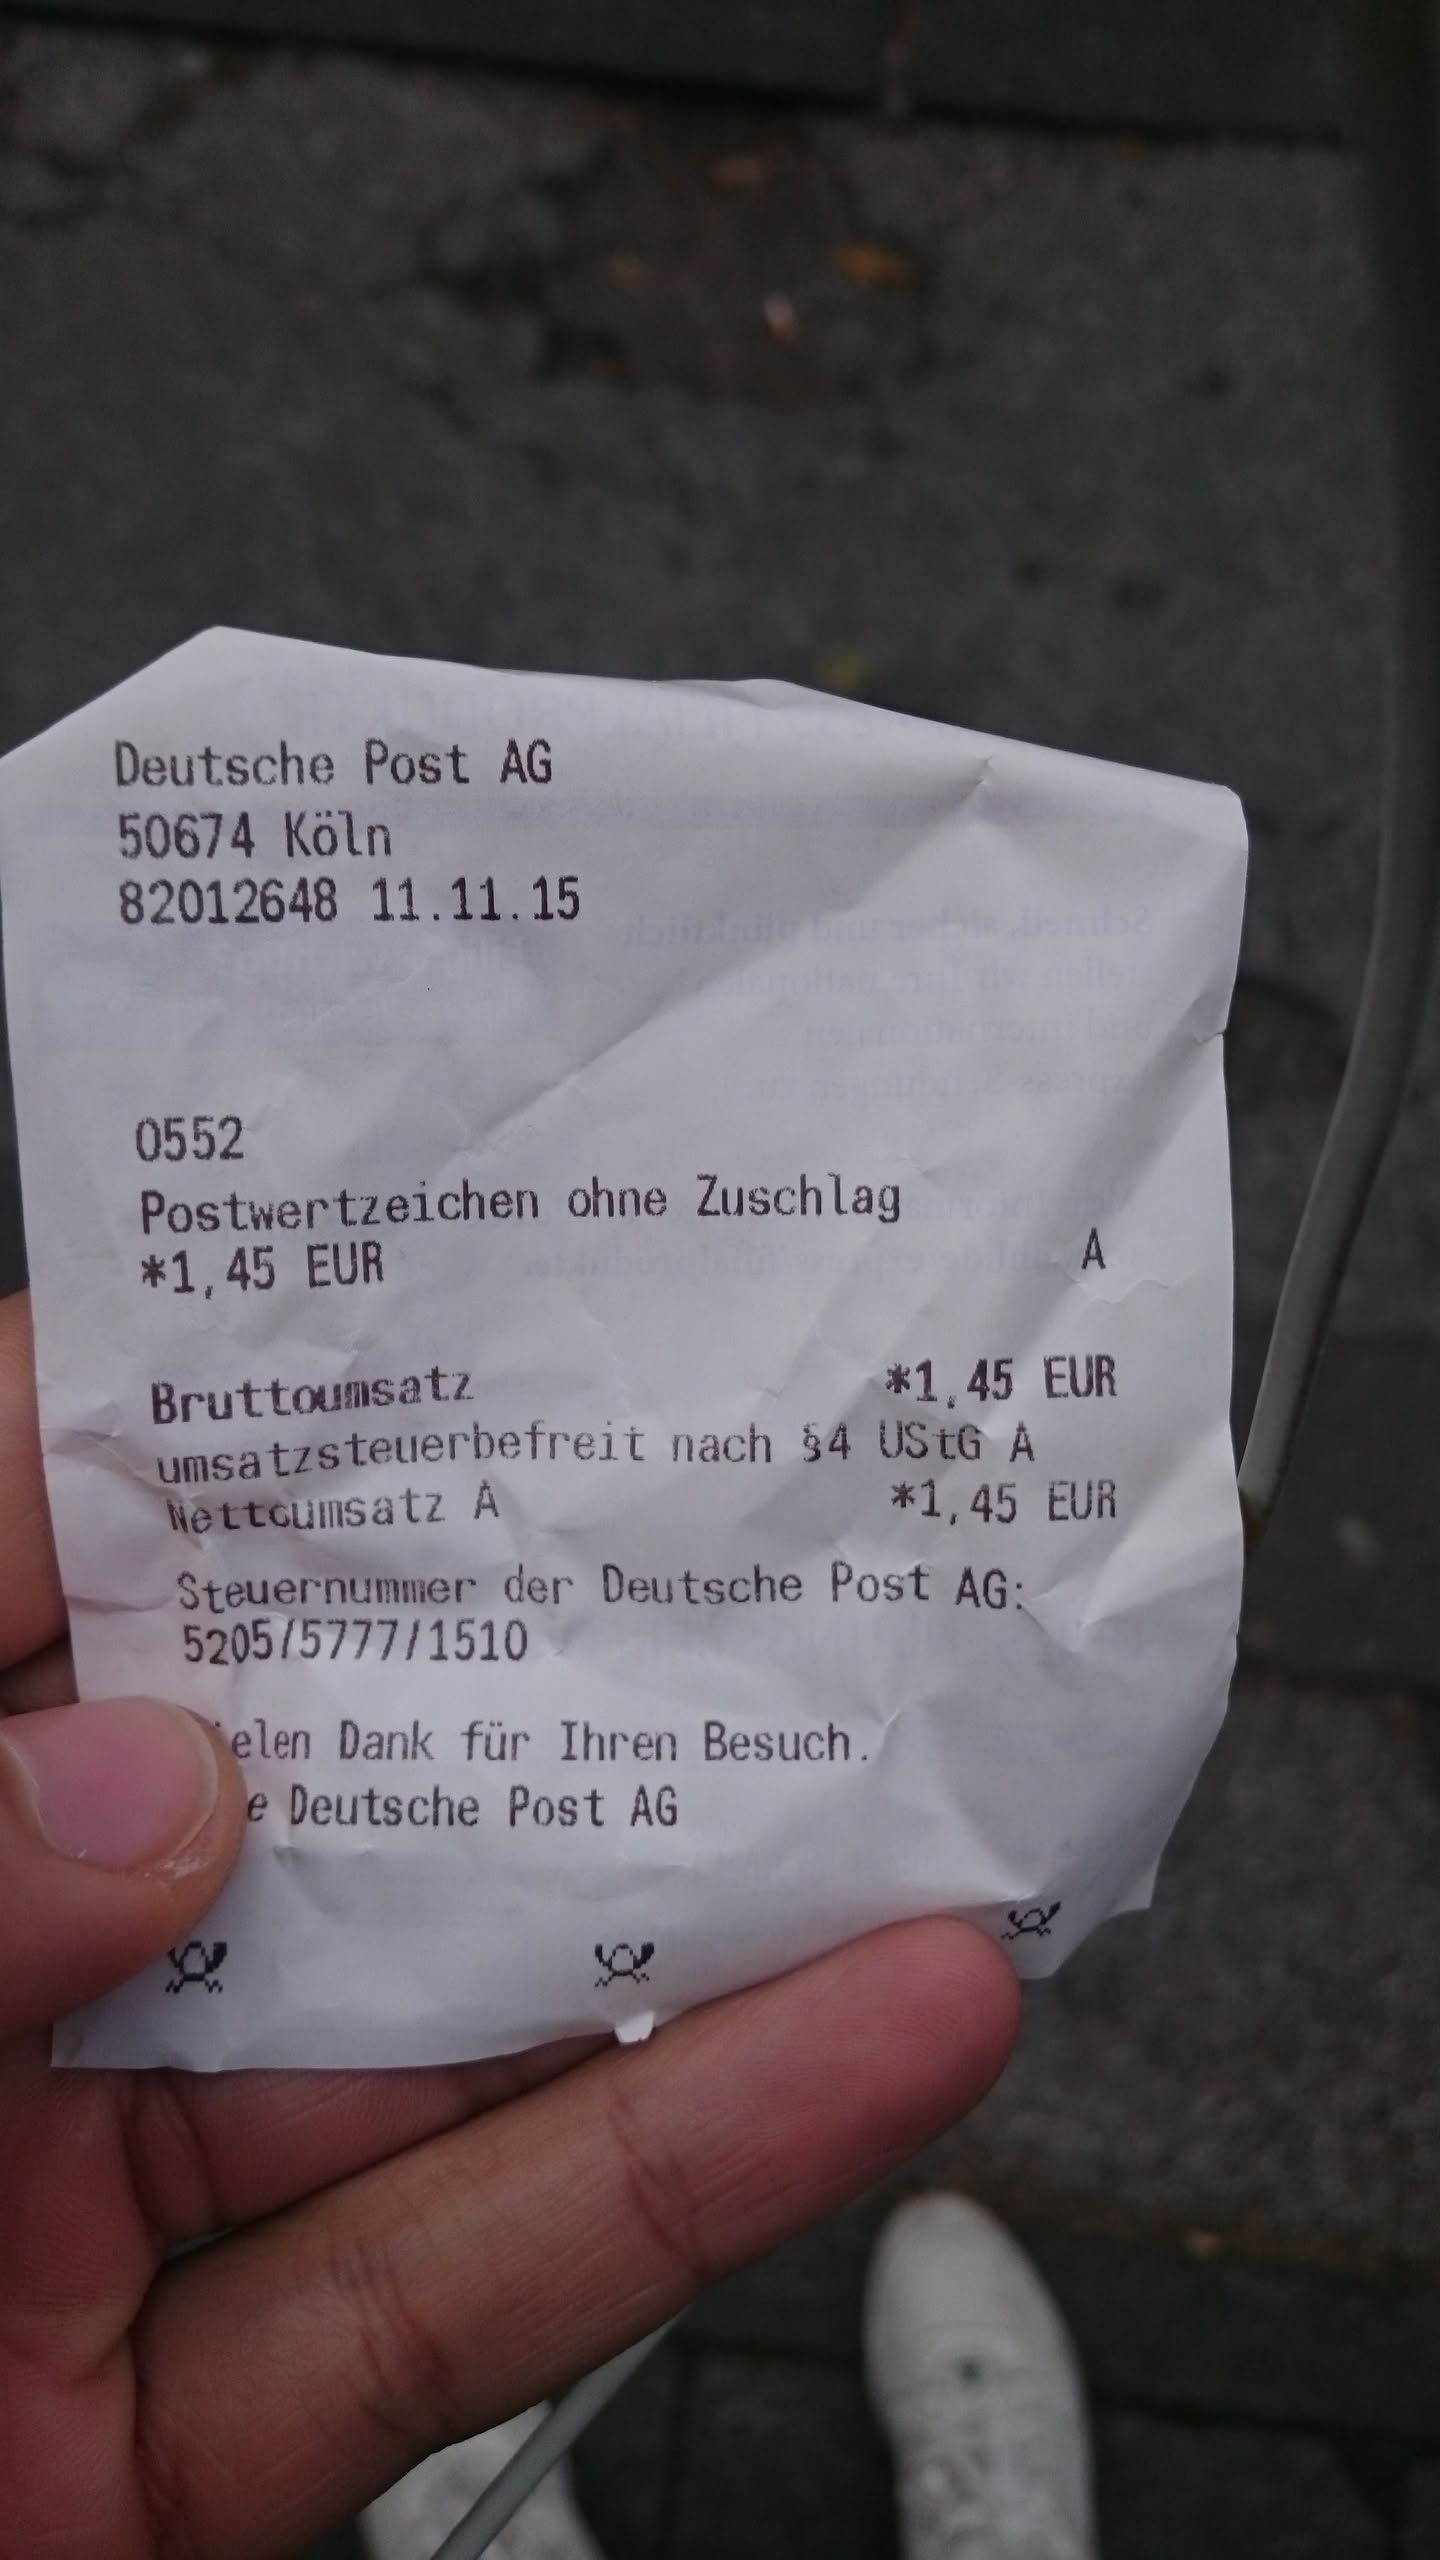 Deutsche Post AG
50674 Köln
82012648 11.11.15
0552
Postwertzeichen ohne Zuschlag
*1,45 EUR A
Bruttoumsatz *1,45 EUR
umsatzsteuerbefreit nach §4 UStG A
Nettoumsatz A *1,45 EUR
Steuernummer der Deutsche Post AG:
5205/5777/1510
ielen Dank für Ihren Besuch.
e Deutsche Post AG